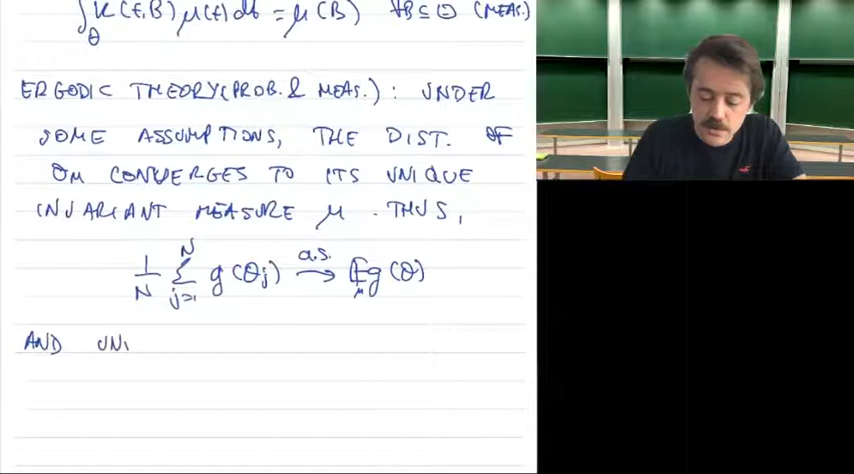 ∫_Θ K(t,B) μ(t) dt = μ(B) ∀B ⊆ Θ (MEAS.)
ERGODIC THEORY (PROB. & MEAS.): UNDER
SOME ASSUMPTIONS, THE DIST. OF
θ_M CONVERGES TO ITS UNIQUE
INVARIANT MEASURE μ. THUS,
1/N ∑_{j=1}^N g(θ_j) →^{a.s.} E_μ g(θ)
AND UNI